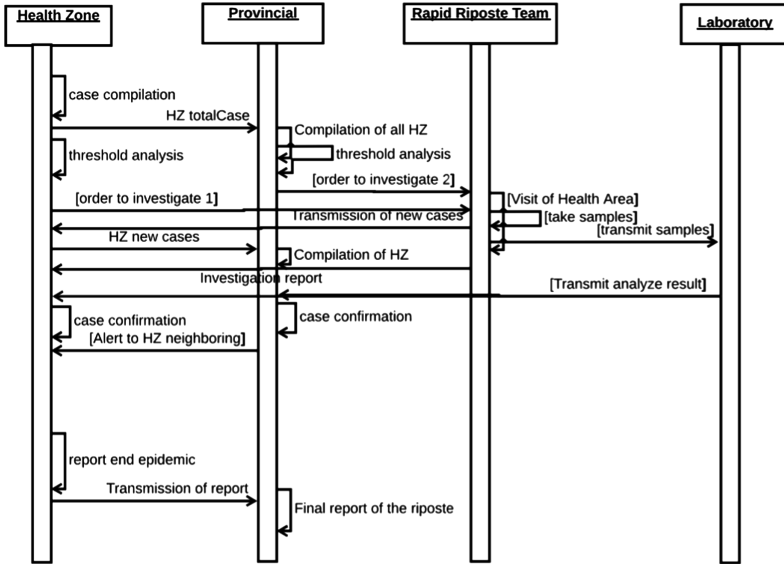 Health Zone
Provincial
Rapid Riposte Team
Laboratory
case compilation
HZ totalCase
Compilation of all HZ
threshold analysis
threshold analysis
[order to investigate 2]
[order to investigate 1]
[Visit of Health Area]
Transmission of new cases
[take samples]
[transmit samples]
HZ new cases
Compilation of HZ
Investigation report
[Transmit analyze result]
case confirmation
case confirmation
[Alert to HZ neighboring]
report end epidemic
Transmission of report
Final report of the riposte